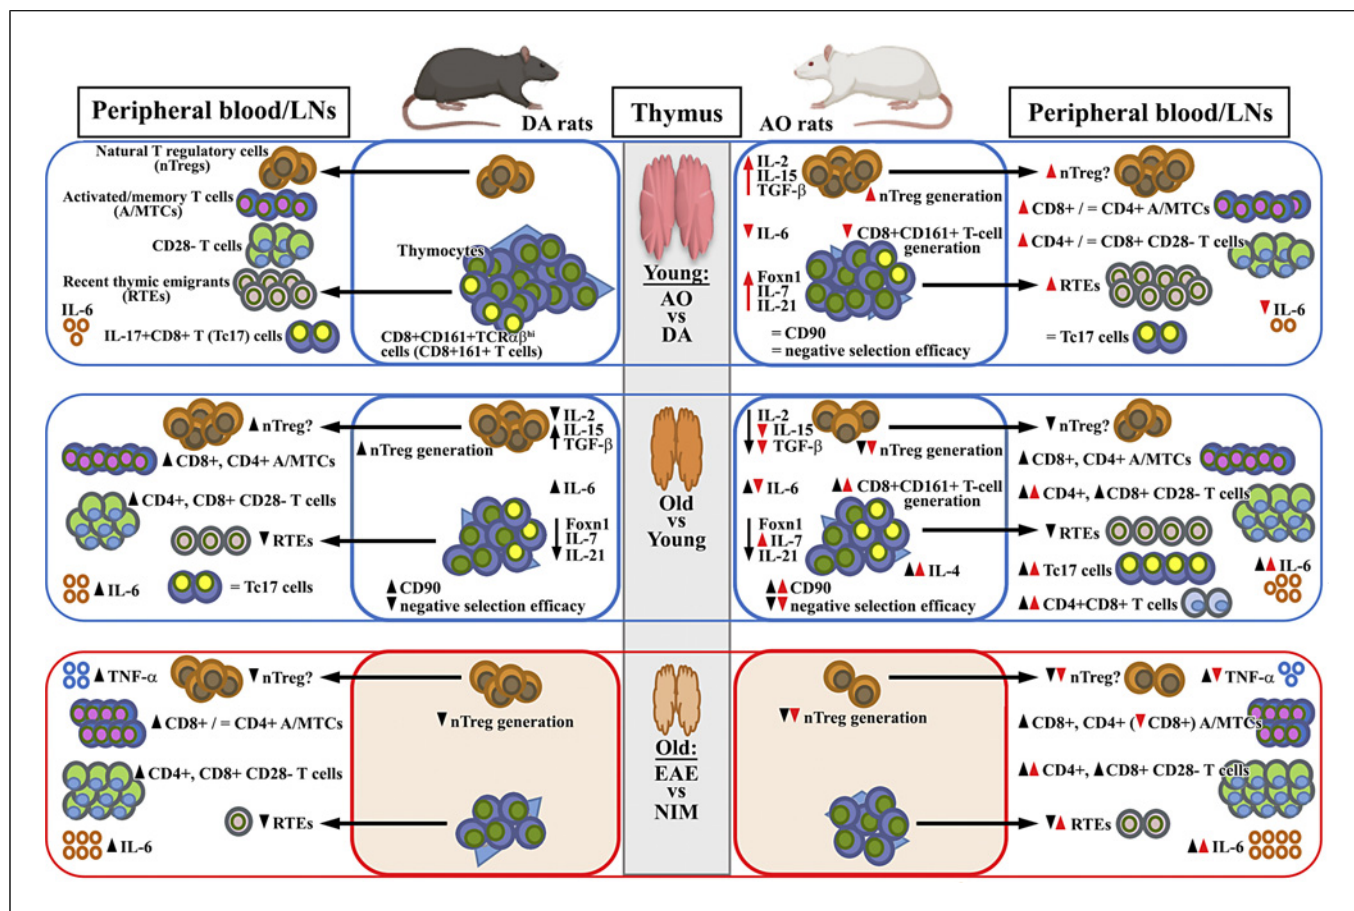 DA rats
AO rats
Peripheral blood/LNs
Thymus
Peripheral blood/LNs
Natural T regulatory cells
(nTregs)
Activated/memory T cells
(A/MTCs)
CD28- T cells
Recent thymic emigrants
(RTEs)
IL-6
IL-17+CD8+ T (Tc17) cells
Thymocytes
CD8+CD161+TCRαβʰⁱ
cells (CD8+161+ T cells)
Young:
AO
vs
DA
IL-2
IL-15
TGF-β
▲ nTreg generation
▼ IL-6
▼ CD8+CD161+ T-cell
generation
Foxn1
IL-7
IL-21
= CD90
= negative selection efficacy
▲ nTreg?
▲ CD8+ / = CD4+ A/MTCs
▲ CD4+ / = CD8+ CD28- T cells
▲ RTEs
▼ IL-6
= Tc17 cells
▲ nTreg?
▲ CD8+, CD4+ A/MTCs
▲ CD4+, CD8+ CD28- T cells
▼ RTEs
▲ IL-6
= Tc17 cells
▼ IL-2
IL-15
TGF-β
▲ nTreg generation
▲ IL-6
Foxn1
IL-7
IL-21
▲ CD90
▼ negative selection efficacy
Old
vs
Young
IL-2
▼ IL-15
▼ TGF-β
▼▼ nTreg generation
▲▼ IL-6
▲▲ CD8+CD161+ T-cell
generation
Foxn1
▲ IL-7
IL-21
▲▲ IL-4
▲▲ CD90
▼▼ negative selection efficacy
▼ nTreg?
▲ CD8+, CD4+ A/MTCs
▲▲ CD4+, ▲ CD8+ CD28- T cells
▼ RTEs
▲▲ Tc17 cells
▲▲ IL-6
▲▲ CD4+CD8+ T cells
▲ TNF-α
▼ nTreg?
▲ CD8+ / = CD4+ A/MTCs
▲ CD4+, CD8+ CD28- T cells
▼ RTEs
▲ IL-6
▼ nTreg generation
Old:
EAE
vs
NIM
▼▼ nTreg generation
▼▼ nTreg?
▲▼ TNF-α
▲ CD8+, CD4+ (▼ CD8+) A/MTCs
▲▲ CD4+, ▲ CD8+ CD28- T cells
▼▲ RTEs
▲▲ IL-6